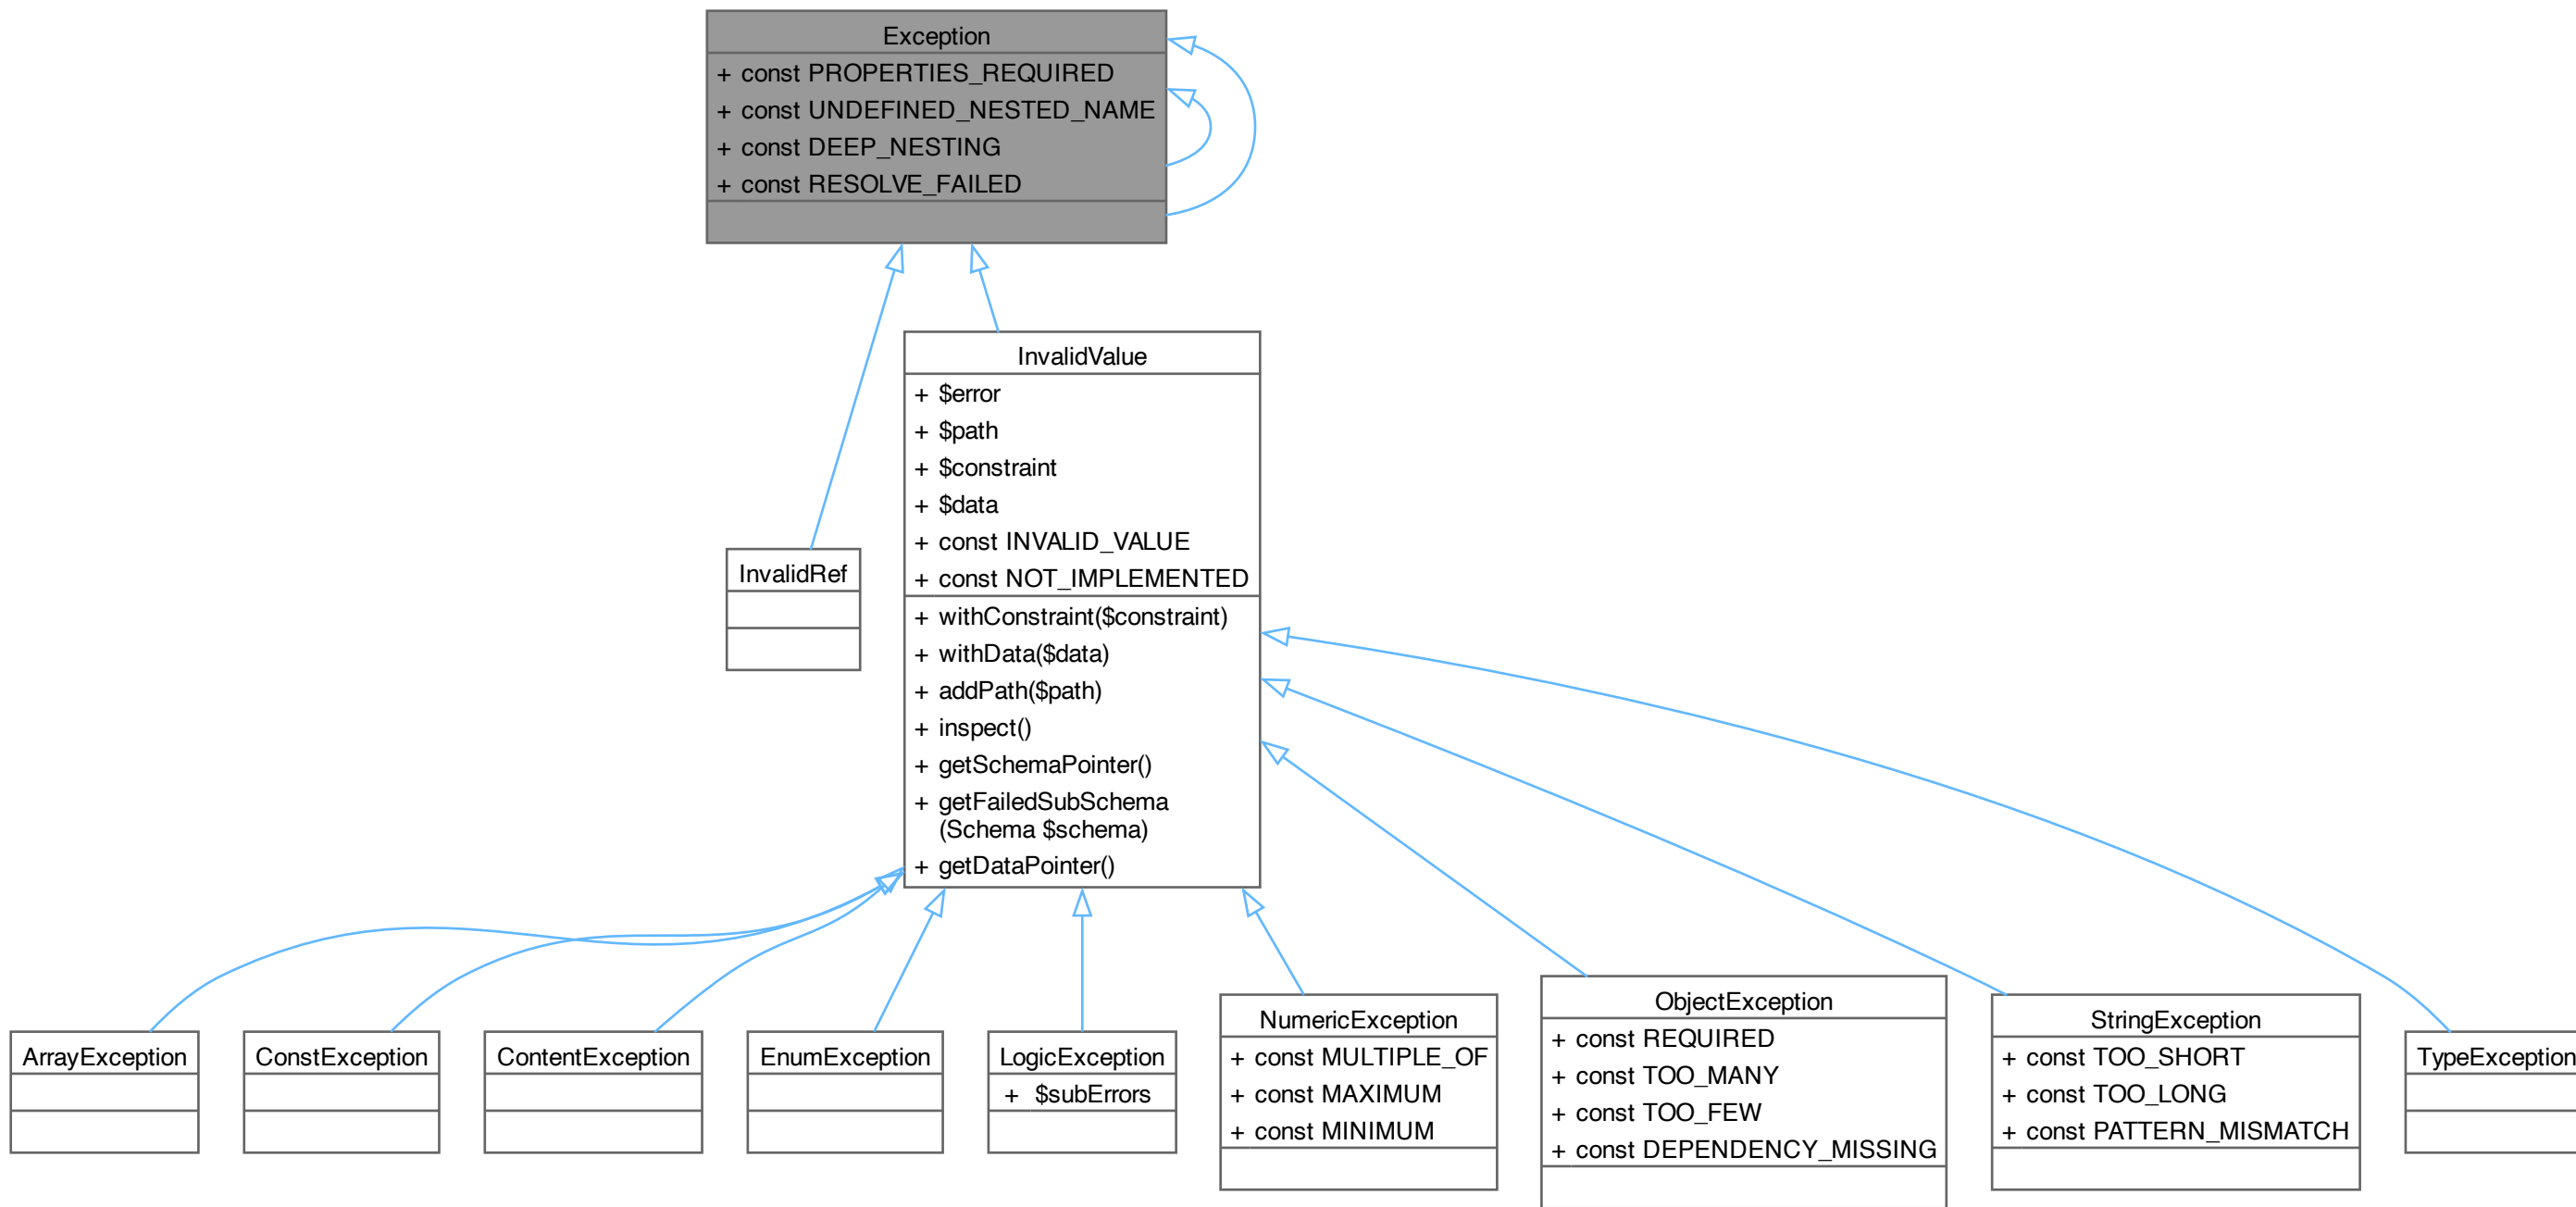 Exception
+ const PROPERTIES_REQUIRED
+ const UNDEFINED_NESTED_NAME
+ const DEEP_NESTING
+ const RESOLVE_FAILED
InvalidValue
+ $error
+ $path
+ $constraint
+ $data
+ const INVALID_VALUE
+ const NOT_IMPLEMENTED
+ withConstraint($constraint)
+ withData($data)
+ addPath($path)
+ inspect()
+ getSchemaPointer()
+ getFailedSubSchema
(Schema $schema)
+ getDataPointer()
InvalidRef
ArrayException
ConstException
ContentException
EnumException
LogicException
+ $subErrors
NumericException
+ const MULTIPLE_OF
+ const MAXIMUM
+ const MINIMUM
ObjectException
+ const REQUIRED
+ const TOO_MANY
+ const TOO_FEW
+ const DEPENDENCY_MISSING
StringException
+ const TOO_SHORT
+ const TOO_LONG
+ const PATTERN_MISMATCH
TypeException